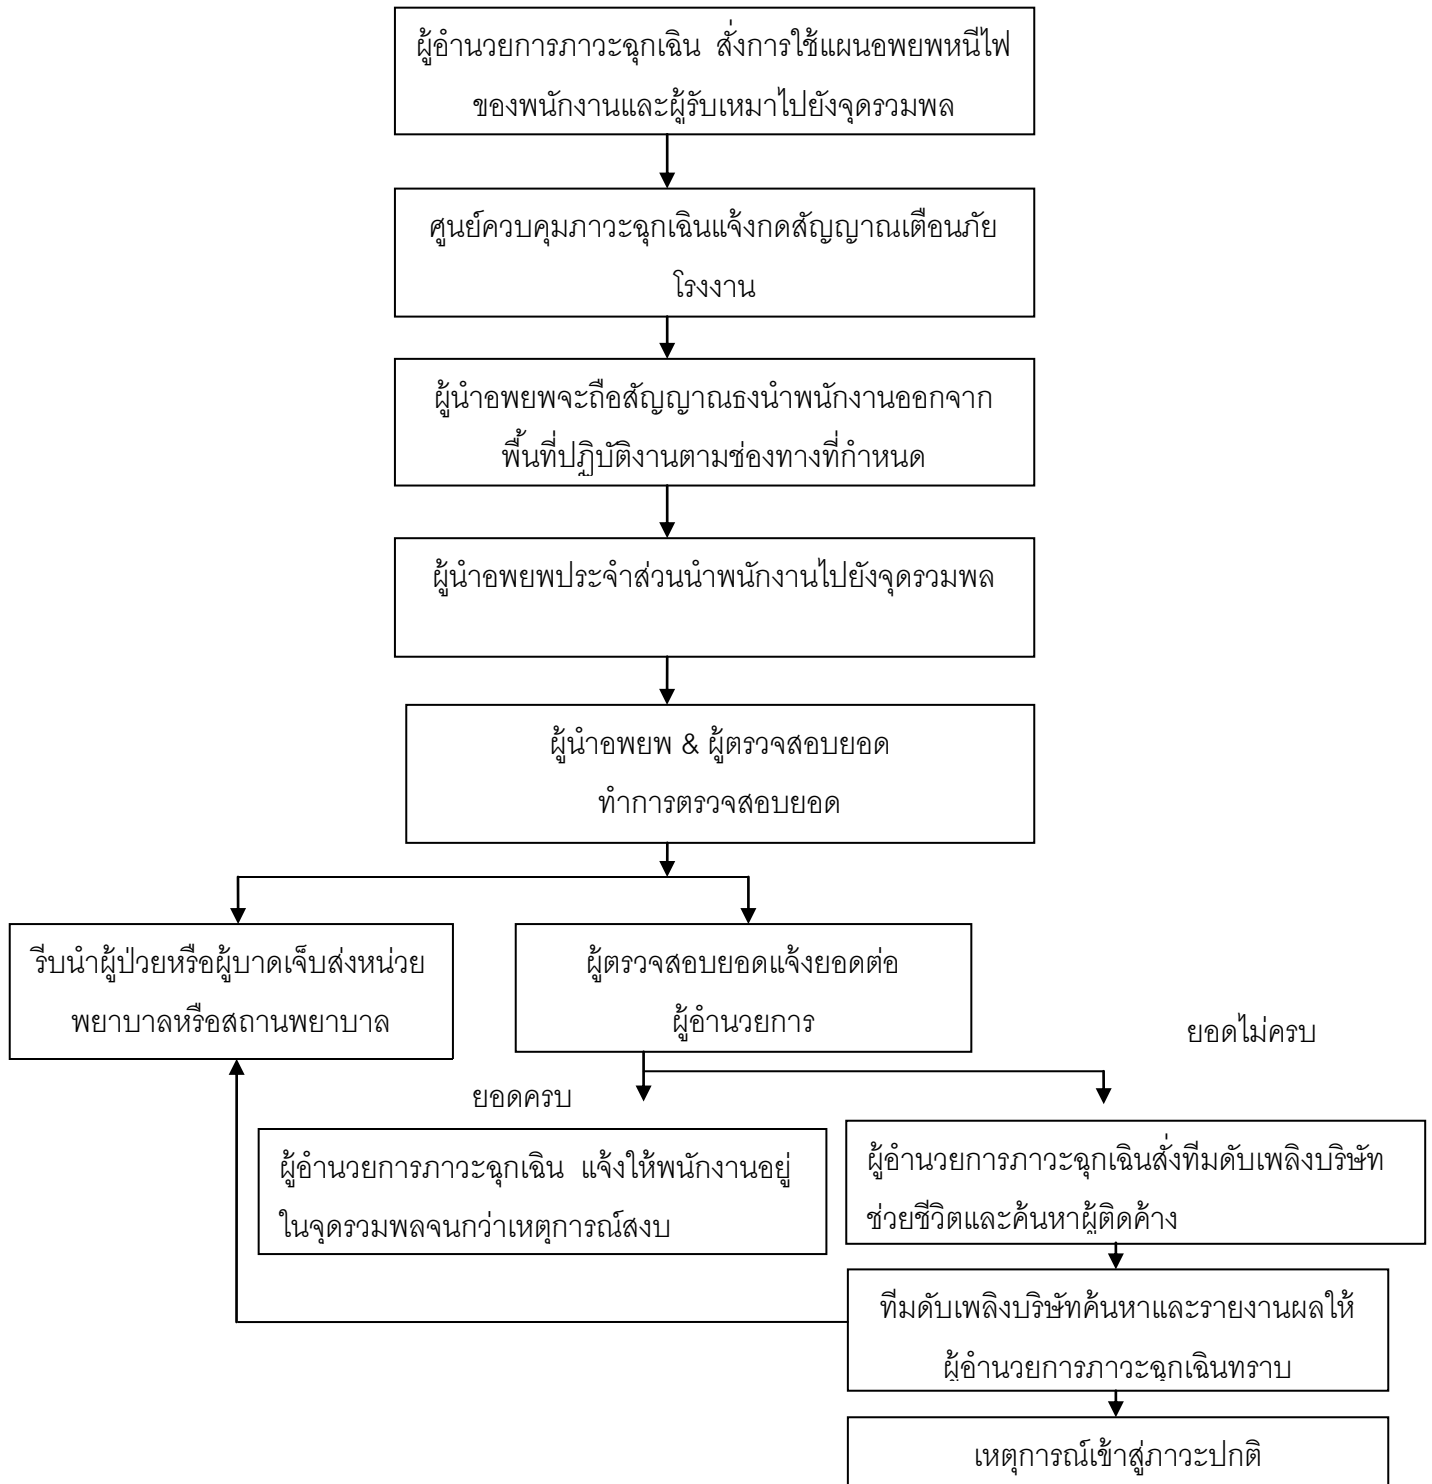 ผู้อำนวยการภาวะฉุกเฉิน สั่งการใช้แผนอพยพหนีไฟ
ของพนักงานและผู้รับเหมาไปยังจุดรวมพล
ศูนย์ควบคุมภาวะฉุกเฉินแจ้งกดสัญญาณเตือนภัย
โรงงาน
ผู้นำอพยพจะถือสัญญาณธงนำพนักงานออกจาก
พื้นที่ปฏิบัติงานตามช่องทางที่กำหนด
ผู้นำอพยพประจำส่วนนำพนักงานไปยังจุดรวมพล
ผู้นำอพยพ & ผู้ตรวจสอบยอด
ทำการตรวจสอบยอด
รีบนำผู้ป่วยหรือผู้บาดเจ็บส่งหน่วย
พยาบาลหรือสถานพยาบาล
ผู้ตรวจสอบยอดแจ้งยอดต่อ
ผู้อำนวยการ
ยอดไม่ครบ
ยอดครบ
ผู้อำนวยการภาวะฉุกเฉิน แจ้งให้พนักงานอยู่
ในจุดรวมพลจนกว่าเหตุการณ์สงบ
ผู้อำนวยการภาวะฉุกเฉินสั่งทีมดับเพลิงบริษัท
ช่วยชีวิตและค้นหาผู้ติดค้าง
ทีมดับเพลิงบริษัทค้นหาและรายงานผลให้
ผู้อำนวยการภาวะฉุกเฉินทราบ
เหตุการณ์เข้าสู่ภาวะปกติ